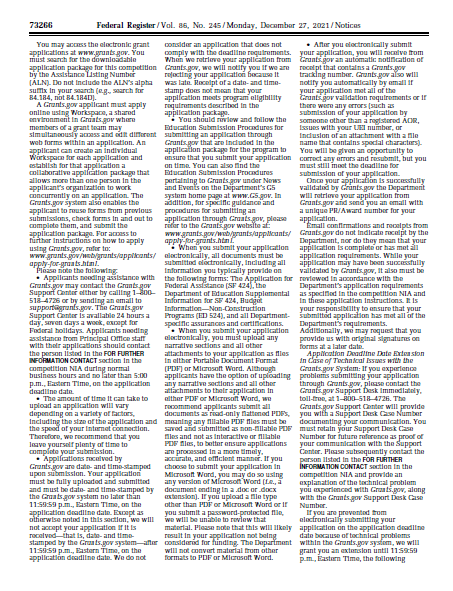 73266
Federal Register / Vol. 86, No. 245 / Monday, December 27, 2021 / Notices
You may access the electronic grant
applications at www.grants.gov. You
must search for the downloadable
application package for this competition
by the Assistance Listing Number
(ALN). Do not include the ALN's alpha
suffix in your search (e.g., search for
84.184, not 84.184D).
A Grants.gov applicant must apply
online using Workspace, a shared
environment in Grants.gov where
members of a grant team may
simultaneously access and edit different
web forms within an application. An
applicant can create an individual
Workspace for each application and
establish for that application a
collaborative application package that
allows more than one person in the
applicant's organization to work
concurrently on an application. The
Grants.gov system also enables the
applicant to reuse forms from previous
submissions, check forms in and out to
complete them, and submit the
application package. For access to
further instructions on how to apply
using Grants.gov, refer to:
www.grants.gov/web/grants/applicants/
apply-for-grants.html.
Please note the following:
• Applicants needing assistance with
Grants.gov may contact the Grants.gov
Support Center either by calling 1–800–
518–4726 or by sending an email to
support@grants.gov. The Grants.gov
Support Center is available 24 hours a
day, seven days a week, except for
Federal holidays. Applicants needing
assistance from Principal Office staff
with their applications should contact
the person listed in the FOR FURTHER
INFORMATION CONTACT section in the
competition NIA during normal
business hours and no later than 5:00
p.m., Eastern Time, on the application
deadline date.
• The amount of time it can take to
upload an application will vary
depending on a variety of factors,
including the size of the application and
the speed of your internet connection.
Therefore, we recommend that you
leave yourself plenty of time to
complete your submission.
• Applications received by
Grants.gov are date- and time-stamped
upon submission. Your application
must be fully uploaded and submitted
and must be date- and time-stamped by
the Grants.gov system no later than
11:59:59 p.m., Eastern Time, on the
application deadline date. Except as
otherwise noted in this section, we will
not accept your application if it is
received—that is, date- and time-
stamped by the Grants.gov system—after
11:59:59 p.m., Eastern Time, on the
application deadline date. We do not
consider an application that does not
comply with the deadline requirements.
When we retrieve your application from
Grants.gov, we will notify you if we are
rejecting your application because it
was late. Receipt of a date- and time-
stamp does not mean that your
application meets program eligibility
requirements described in the
application package.
• You should review and follow the
Education Submission Procedures for
submitting an application through
Grants.gov that are included in the
application package for the program to
ensure that you submit your application
on time. You can also find the
Education Submission Procedures
pertaining to Grants.gov under News
and Events on the Department's G5
system home page at www.G5.gov. In
addition, for specific guidance and
procedures for submitting an
application through Grants.gov, please
refer to the Grants.gov website at:
www.grants.gov/web/grants/applicants/
apply-for-grants.html.
• When you submit your application
electronically, all documents must be
submitted electronically, including all
information you typically provide on
the following forms: The Application for
Federal Assistance (SF 424), the
Department of Education Supplemental
Information for SF 424, Budget
Information—Non-Construction
Programs (ED 524), and all Department-
specific assurances and certifications.
• When you submit your application
electronically, you must upload any
narrative sections and all other
attachments to your application as files
in either Portable Document Format
(PDF) or Microsoft Word. Although
applicants have the option of uploading
any narrative sections and all other
attachments to their application in
either PDF or Microsoft Word, we
recommend applicants submit all
documents as read-only flattened PDFs,
meaning any fillable PDF files must be
saved and submitted as non-fillable PDF
files and not as interactive or fillable
PDF files, to better ensure applications
are processed in a more timely,
accurate, and efficient manner. If you
choose to submit your application in
Microsoft Word, you may do so using
any version of Microsoft Word (i.e., a
document ending in a .doc or .docx
extension). If you upload a file type
other than PDF or Microsoft Word or if
you submit a password-protected file,
we will be unable to review that
material. Please note that this will likely
result in your application not being
considered for funding. The Department
will not convert material from other
formats to PDF or Microsoft Word.
• After you electronically submit
your application, you will receive from
Grants.gov an automatic notification of
receipt that contains a Grants.gov
tracking number. Grants.gov also will
notify you automatically by email if
your application met all of the
Grants.gov validation requirements or if
there were any errors (such as
submission of your application by
someone other than a registered AOR,
issues with your UEI number, or
inclusion of an attachment with a file
name that contains special characters).
You will be given an opportunity to
correct any errors and resubmit, but you
must still meet the deadline for
submission of your application.
Once your application is successfully
validated by Grants.gov, the Department
will retrieve your application from
Grants.gov and send you an email with
a unique PR/Award number for your
application.
Email confirmations and receipts from
Grants.gov do not indicate receipt by the
Department, nor do they mean that your
application is complete or has met all
application requirements. While your
application may have been successfully
validated by Grants.gov, it also must be
reviewed in accordance with the
Department's application requirements
as specified in the competition NIA and
in these application instructions. It is
your responsibility to ensure that your
submitted application has met all of the
Department's requirements.
Additionally, we may request that you
provide us with original signatures on
forms at a later date.
Application Deadline Date Extension
in Case of Technical Issues with the
Grants.gov System: If you experience
problems submitting your application
through Grants.gov, please contact the
Grants.gov Support Desk immediately,
toll-free, at 1–800–518–4726. The
Grants.gov Support Center will provide
you with a Support Desk Case Number
documenting your communication. You
must retain your Support Desk Case
Number for future reference as proof of
your communication with the Support
Center. Please subsequently contact the
person listed in the FOR FURTHER
INFORMATION CONTACT section in the
competition NIA and provide an
explanation of the technical problem
you experienced with Grants.gov, along
with the Grants.gov Support Desk Case
Number.
If you are prevented from
electronically submitting your
application on the application deadline
date because of technical problems
within the Grants.gov system, we will
grant you an extension until 11:59:59
p.m., Eastern Time, the following